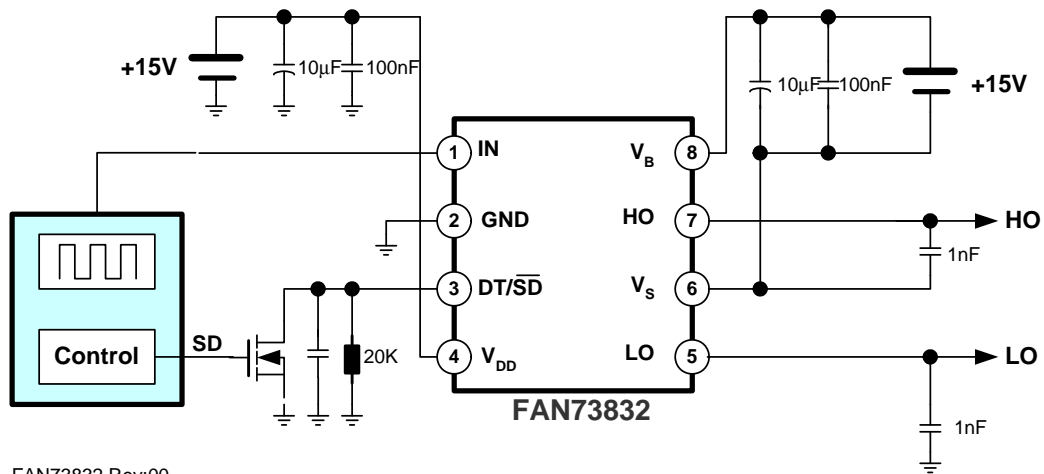 +15V
10μF
100nF
10μF
100nF
+15V
1
IN
V_B
8
2
GND
HO
7
HO
1nF
3
DT/S̅D̅
V_S
6
Control
SD
20K
4
V_DD
LO
5
LO
FAN73832
1nF
FAN73832 Rev:00